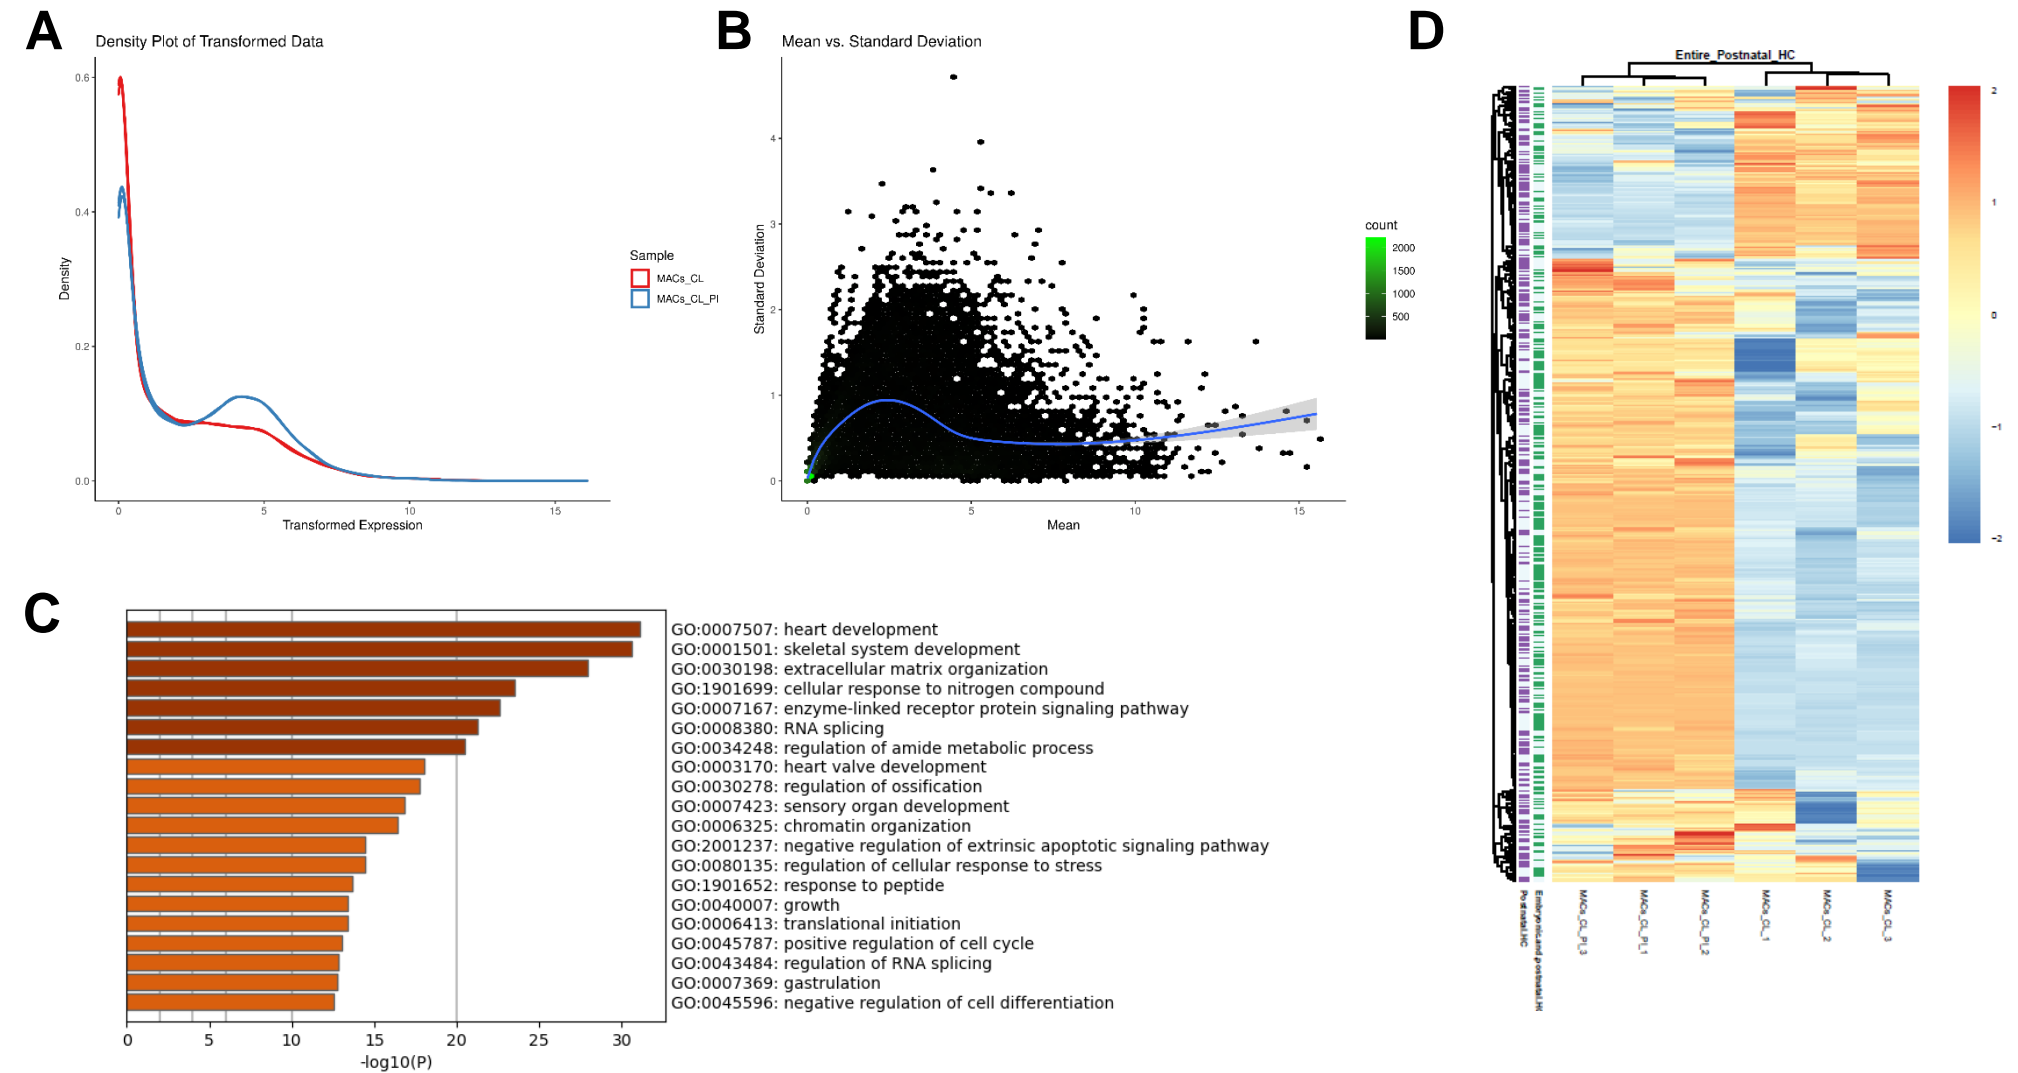 A
Density Plot of Transformed Data
0.6
0.4
0.2
0.0
Density
0
5
10
15
Transformed Expression
Sample
MACs_CL
MACs_CL_PI
B
Mean vs. Standard Deviation
4
3
2
1
0
Standard Deviation
0
5
10
15
Mean
count
2000
1500
1000
500
C
GO:0007507: heart development
GO:0001501: skeletal system development
GO:0030198: extracellular matrix organization
GO:1901699: cellular response to nitrogen compound
GO:0007167: enzyme-linked receptor protein signaling pathway
GO:0008380: RNA splicing
GO:0034248: regulation of amide metabolic process
GO:0003170: heart valve development
GO:0030278: regulation of ossification
GO:0007423: sensory organ development
GO:0006325: chromatin organization
GO:2001237: negative regulation of extrinsic apoptotic signaling pathway
GO:0080135: regulation of cellular response to stress
GO:1901652: response to peptide
GO:0040007: growth
GO:0006413: translational initiation
GO:0045787: positive regulation of cell cycle
GO:0043484: regulation of RNA splicing
GO:0007369: gastrulation
GO:0045596: negative regulation of cell differentiation
0
5
10
15
20
25
30
-log10(P)
D
Entire_Postnatal_HC
2
1
0
-1
-2
Postnatal.HC
Embryonic.and.postnatal.H
MACs_CL_PI_3
MACs_CL_PI_1
MACs_CL_PI_2
MACs_CL_1
MACs_CL_2
MACs_CL_3